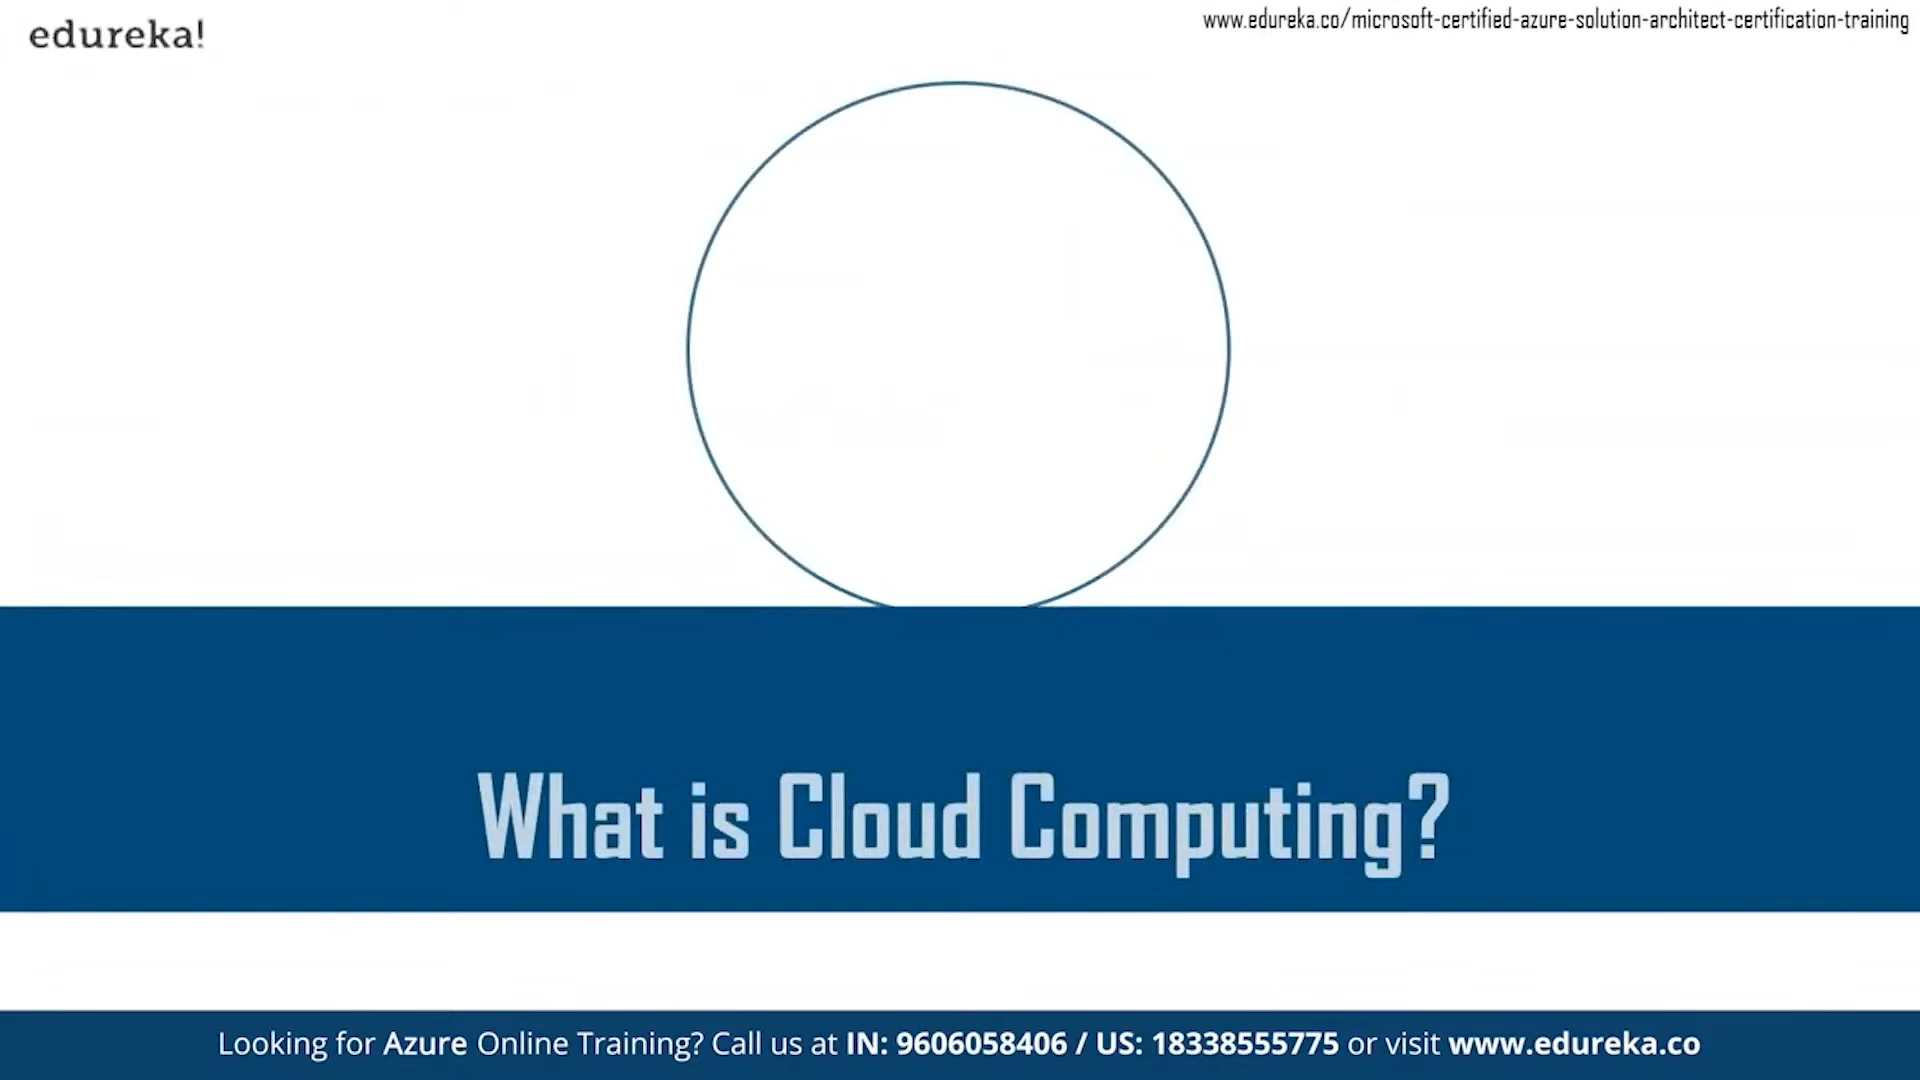 edureka!
www.edureka.co/microsoft-certified-azure-solution-architect-certification-training
What is Cloud Computing?
Looking for Azure Online Training? Call us at IN: 9606058406 / US: 18338555775 or visit www.edureka.co